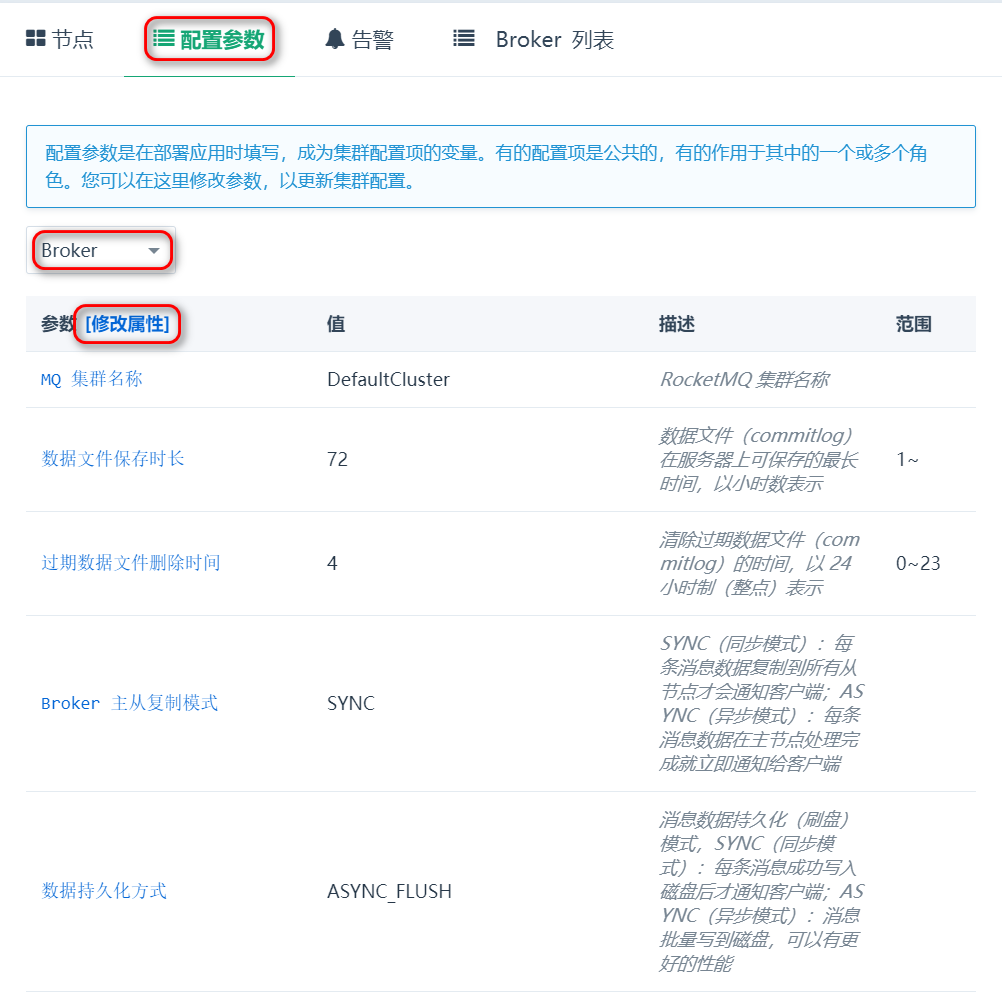 节点 配置参数 告警 Broker 列表
配置参数是在部署应用时填写，成为集群配置项的变量。有的配置项是公共的，有的作用于其中的一个或多个角
色。您可以在这里修改参数，以更新集群配置。
Broker
参数 [修改属性] 值 描述 范围
MQ 集群名称 DefaultCluster RocketMQ 集群名称
数据文件保存时长 72 数据文件（commitlog）
在服务器上可保存的最长 1~
时间，以小时数表示
过期数据文件删除时间 4 清除过期数据文件（com
mitlog）的时间，以 24 0~23
小时制（整点）表示
Broker 主从复制模式 SYNC SYNC（同步模式）：每
条消息数据复制到所有从
节点才会通知客户端；AS
YNC（异步模式）：每条
消息数据在主节点处理完
成就立即通知给客户端
数据持久化方式 ASYNC_FLUSH 消息数据持久化（刷盘）
模式，SYNC（同步模
式）：每条消息成功写入
磁盘后才通知客户端；AS
YNC（异步模式）：消息
批量写到磁盘，可以有更
好的性能